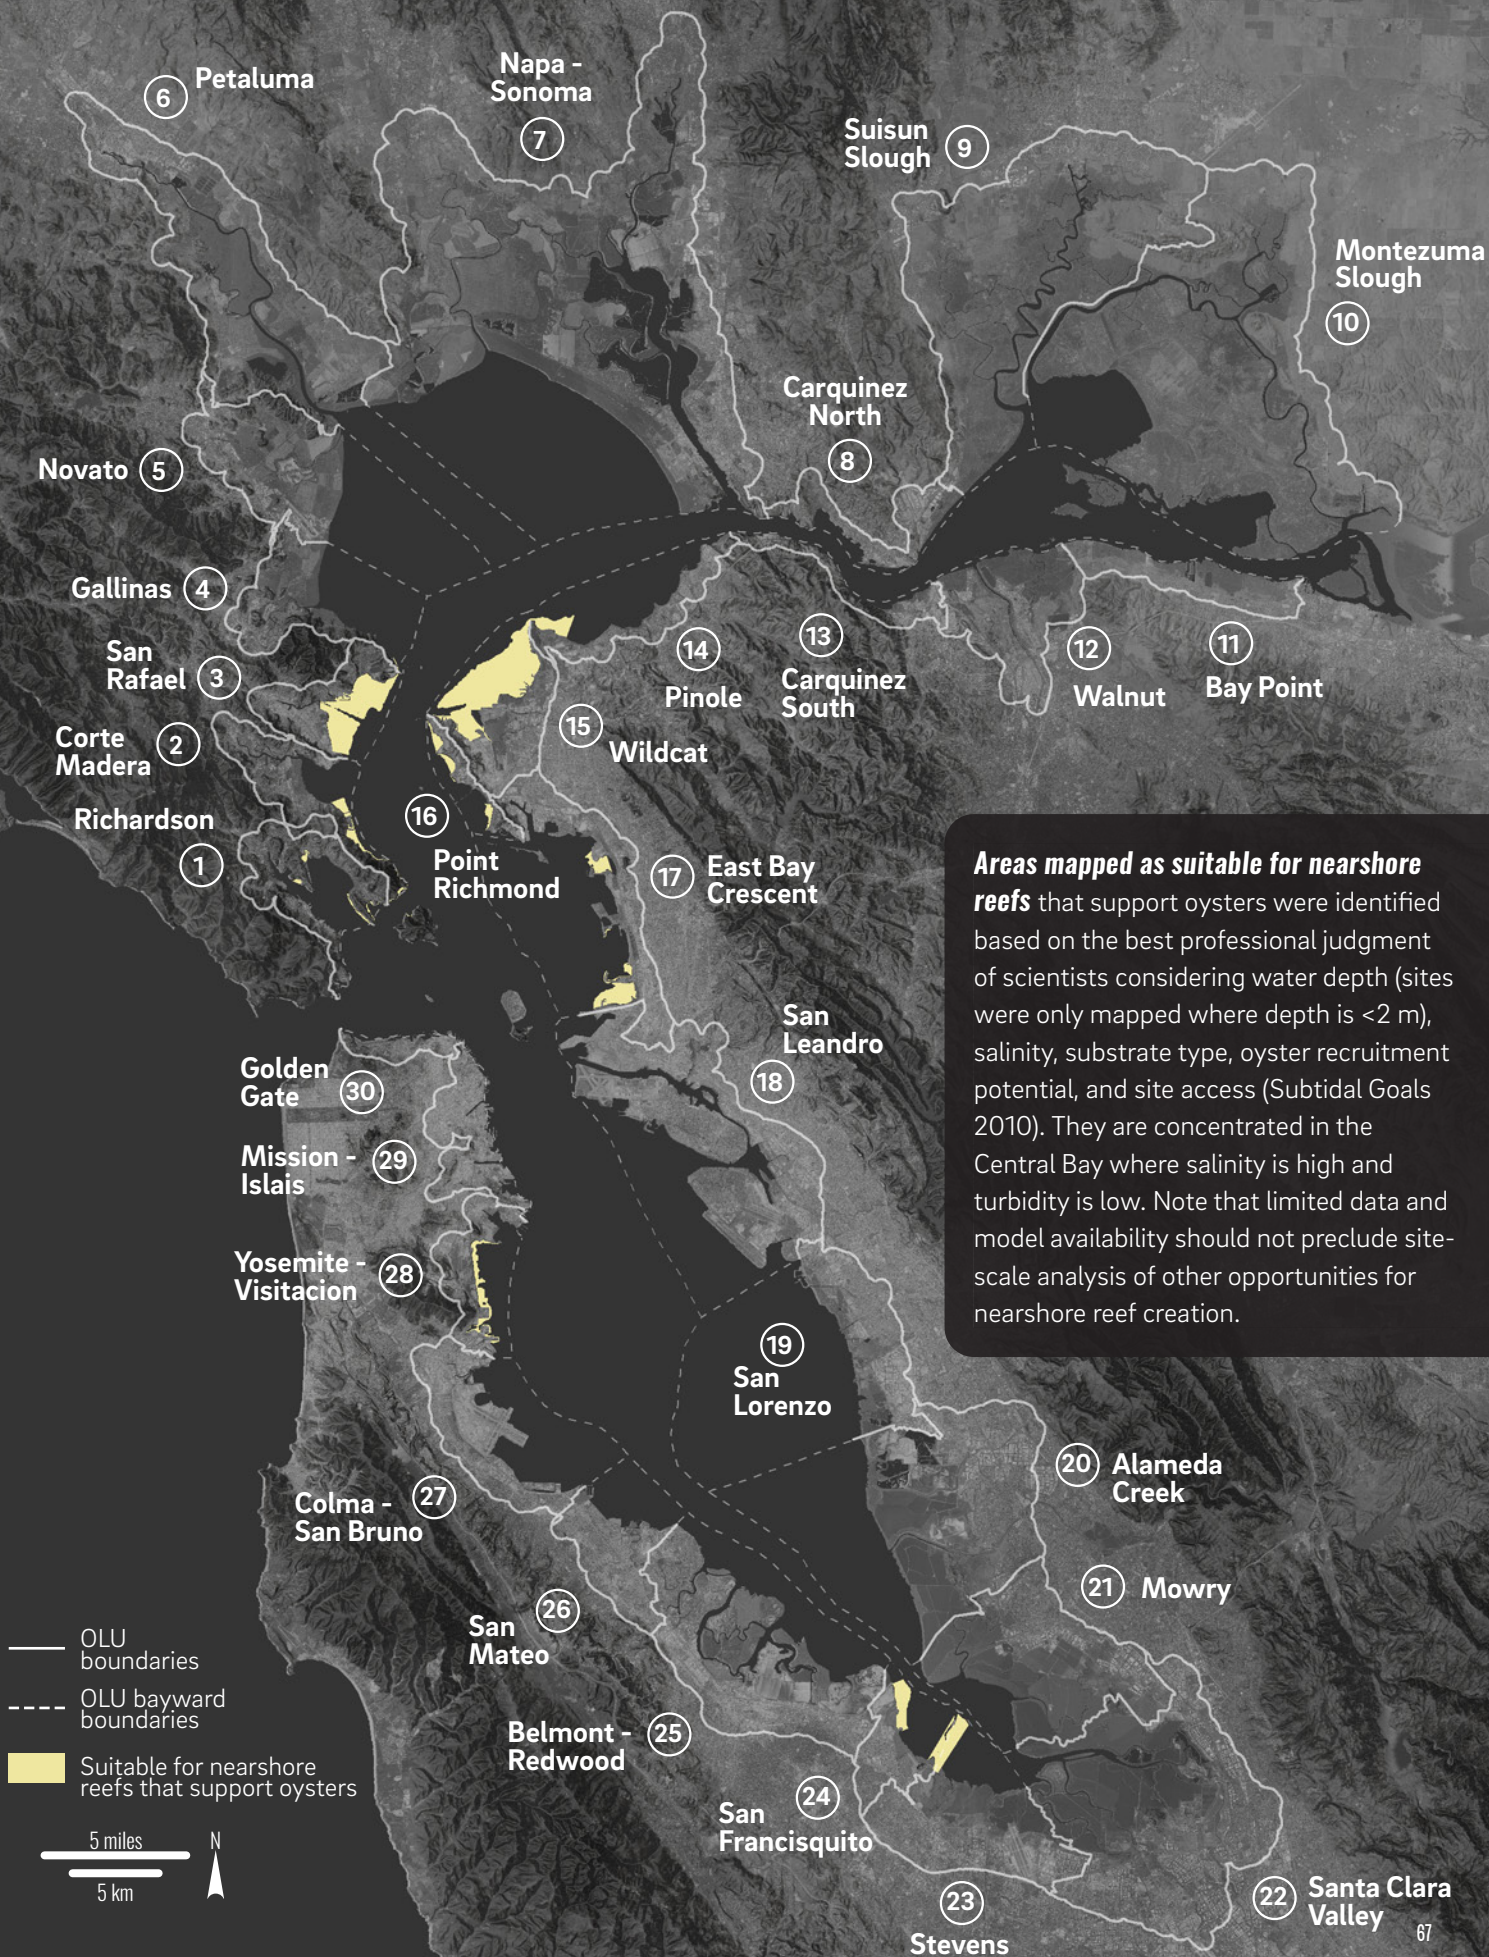 6
Petaluma
Napa -
Sonoma
7
Suisun
Slough
9
Montezuma
Slough
10
Carquinez
North
8
Novato
5
Gallinas
4
San
Rafael
3
14
Pinole
13
Carquinez
South
12
Walnut
11
Bay Point
Corte
Madera
2
15
Wildcat
Richardson
1
16
Point
Richmond
17
East Bay
Crescent
Areas mapped as suitable for nearshore
reefs that support oysters were identified
based on the best professional judgment
of scientists considering water depth (sites
were only mapped where depth is <2 m),
salinity, substrate type, oyster recruitment
potential, and site access (Subtidal Goals
2010). They are concentrated in the
Central Bay where salinity is high and
turbidity is low. Note that limited data and
model availability should not preclude site-
scale analysis of other opportunities for
nearshore reef creation.
San
Leandro
18
Golden
Gate
30
Mission -
Islais
29
Yosemite -
Visitacion
28
19
San
Lorenzo
20
Alameda
Creek
Colma -
San Bruno
27
21
Mowry
San
Mateo
26
Belmont -
Redwood
25
San
Francisquito
24
23
Stevens
22
Santa Clara
Valley
OLU
boundaries
OLU bayward
boundaries
Suitable for nearshore
reefs that support oysters
5 miles
5 km
N
67